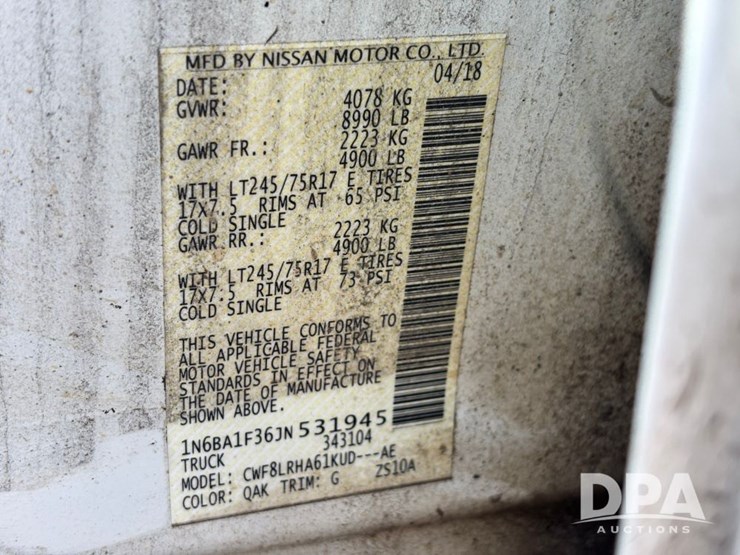 MFD BY NISSAN MOTOR CO., LTD.
DATE: 04/18
GVWR: 4078 KG
8990 LB
GAWR FR.: 2223 KG
4900 LB
WITH LT245/75R17 E TIRES
17X7.5 RIMS AT 65 PSI
COLD SINGLE
GAWR RR.: 2223 KG
4900 LB
WITH LT245/75R17 E TIRES
17X7.5 RIMS AT 73 PSI
COLD SINGLE
THIS VEHICLE CONFORMS TO
ALL APPLICABLE FEDERAL
MOTOR VEHICLE SAFETY
STANDARDS IN EFFECT ON
THE DATE OF MANUFACTURE
SHOWN ABOVE.
1N6BA1F36JN531945
TRUCK 343104
MODEL: CWF8LRHA61KUD---AE
COLOR: QAK TRIM: G ZS10A
DPA
AUCTIONS